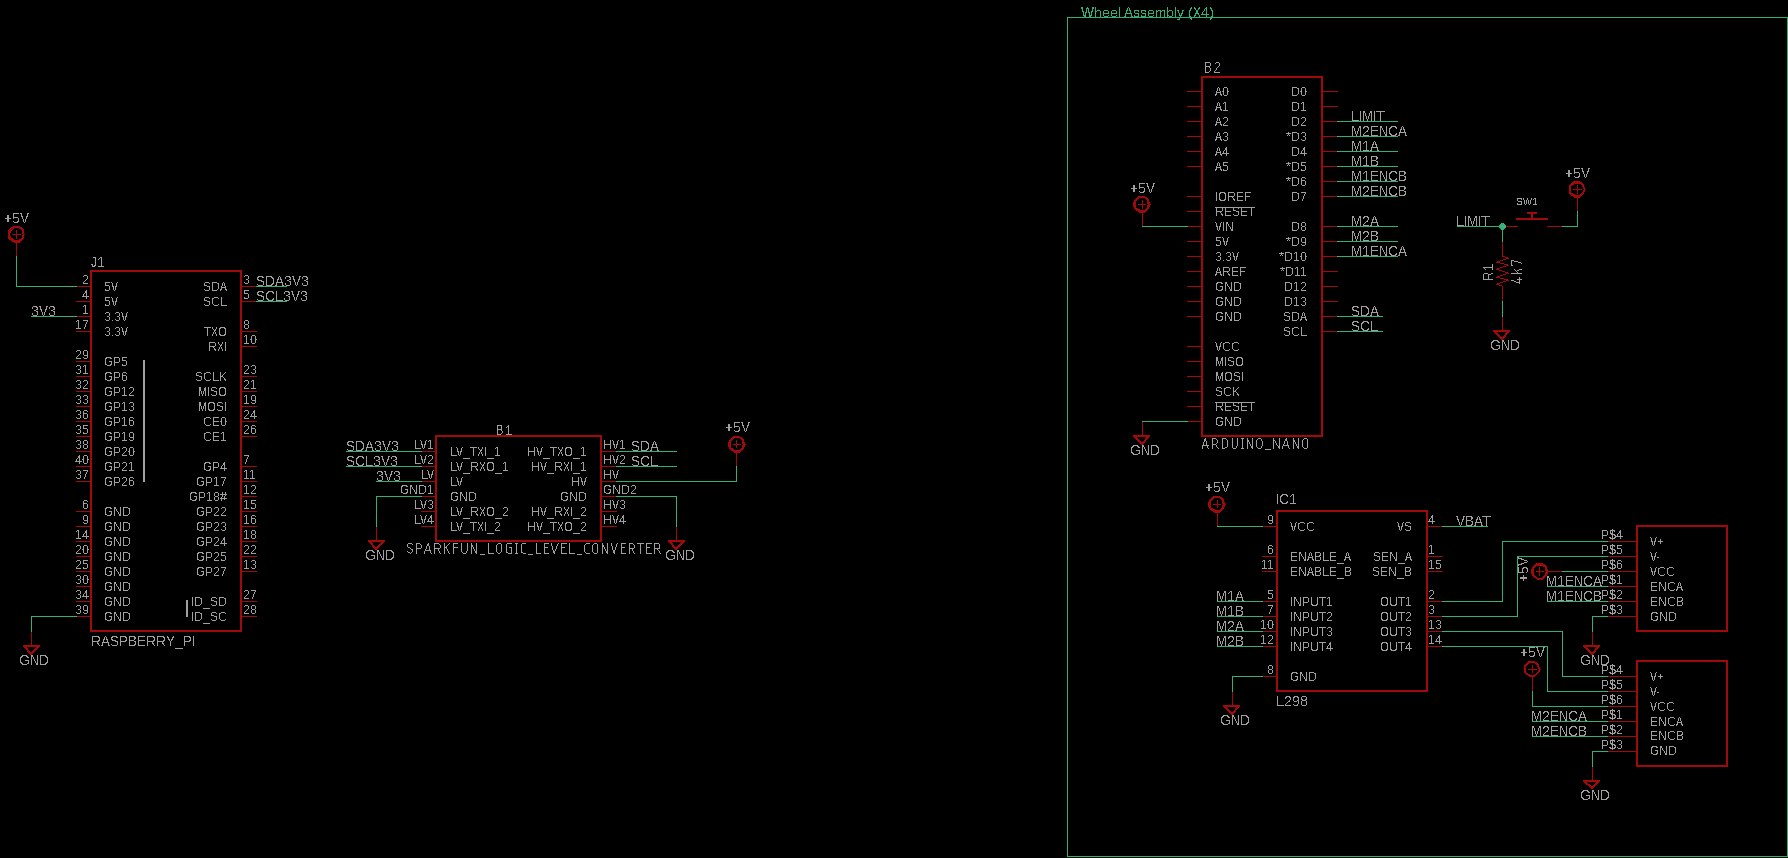 Wheel Assembly (X4)
+5V
J1
2 5V
4 5V
3V3 1 3.3V
17 3.3V
29 GP5
31 GP6
32 GP12
33 GP13
36 GP16
35 GP19
38 GP20
40 GP21
37 GP26
6 GND
9 GND
14 GND
20 GND
25 GND
30 GND
34 GND
39 GND
SDA 3 SDA3V3
SCL 5 SCL3V3
TXO 8
RXI 10
SCLK 23
MISO 21
MOSI 19
CE0 24
CE1 26
GP4 7
GP17 11
GP18# 12
GP22 15
GP23 16
GP24 18
GP25 22
GP27 13
ID_SD 27
ID_SC 28
RASPBERRY_PI
GND
B1
SDA3V3 LV1 LV_TXI_1
SCL3V3 LV2 LV_RXO_1
3V3 LV LV
GND1 GND
LV3 LV_RXO_2
LV4 LV_TXI_2
HV_TXO_1 HV1 SDA
HV_RXI_1 HV2 SCL
HV HV
GND GND2
HV_RXI_2 HV3
HV_TXO_2 HV4
+5V
GND
SPARKFUN_LOGIC_LEVEL_CONVERTER
GND
B2
A0
A1
A2
A3
A4
A5
IOREF
RESET
VIN
5V
3.3V
AREF
GND
GND
GND
VCC
MISO
MOSI
SCK
RESET
GND
+5V
GND
D0
D1
D2 LIMIT
*D3 M2ENCA
D4 M1A
*D5 M1B
*D6 M1ENCB
D7 M2ENCB
D8 M2A
*D9 M2B
*D10 M1ENCA
*D11
D12
D13
SDA SDA
SCL SCL
ARDUINO_NANO
+5V
SW1
LIMIT
R1
4k7
GND
+5V
IC1
9 VCC
6 ENABLE_A
11 ENABLE_B
M1A 5 INPUT1
M1B 7 INPUT2
M2A 10 INPUT3
M2B 12 INPUT4
8 GND
VS 4 VBAT
SEN_A 1
SEN_B 15
OUT1 2
OUT2 3
OUT3 13
OUT4 14
L298
GND
P$4 V+
P$5 V-
+5V P$6 VCC
M1ENCA P$1 ENCA
M1ENCB P$2 ENCB
P$3 GND
GND
+5V
P$4 V+
P$5 V-
P$6 VCC
M2ENCA P$1 ENCA
M2ENCB P$2 ENCB
P$3 GND
GND